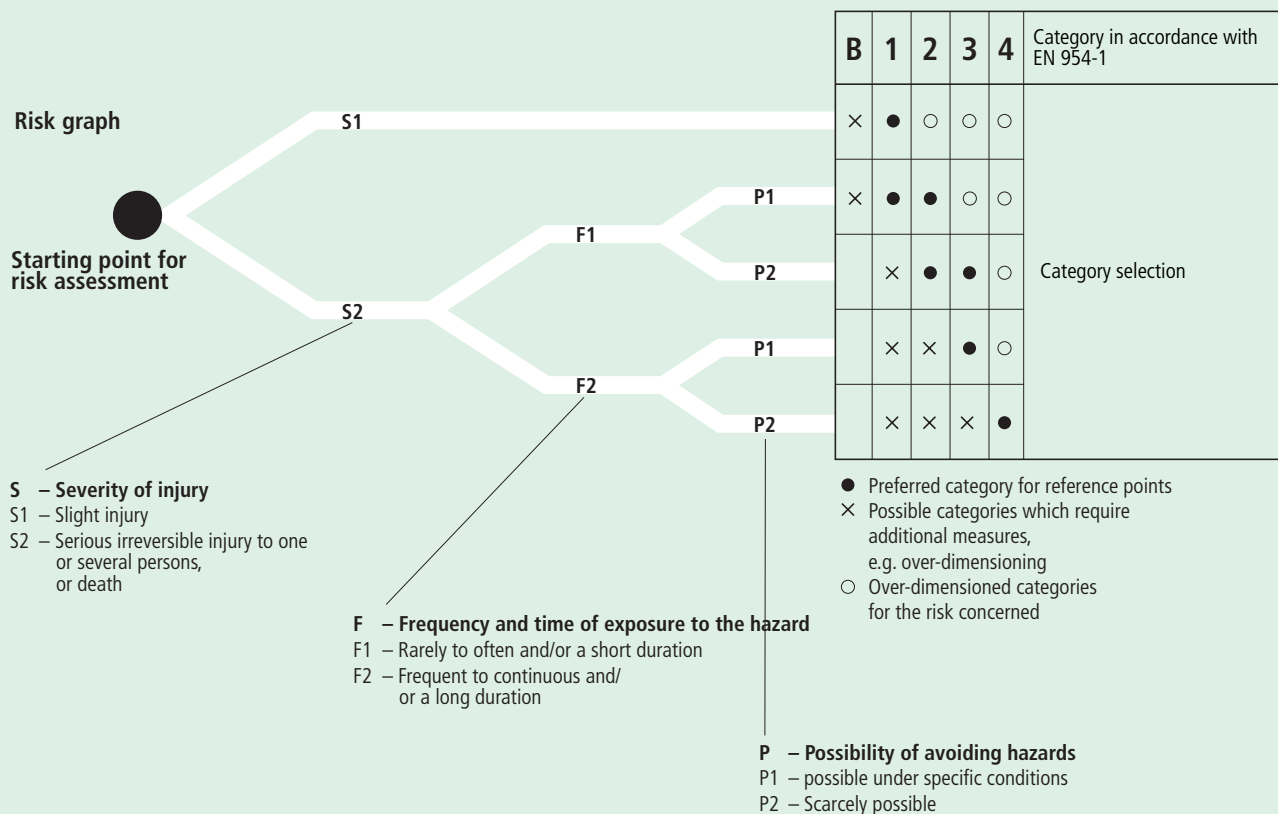 B 1 2 3 4 Category in accordance with
EN 954-1
Risk graph
S1
× ● ○ ○ ○
P1
× ● ● ○ ○
F1
Starting point for
risk assessment
P2
× ● ● ○
Category selection
S2
P1
× × ● ○
F2
P2
× × × ●
S – Severity of injury
S1 – Slight injury
S2 – Serious irreversible injury to one
or several persons,
or death
● Preferred category for reference points
× Possible categories which require
additional measures,
e.g. over-dimensioning
○ Over-dimensioned categories
for the risk concerned
F – Frequency and time of exposure to the hazard
F1 – Rarely to often and/or a short duration
F2 – Frequent to continuous and/
or a long duration
P – Possibility of avoiding hazards
P1 – possible under specific conditions
P2 – Scarcely possible